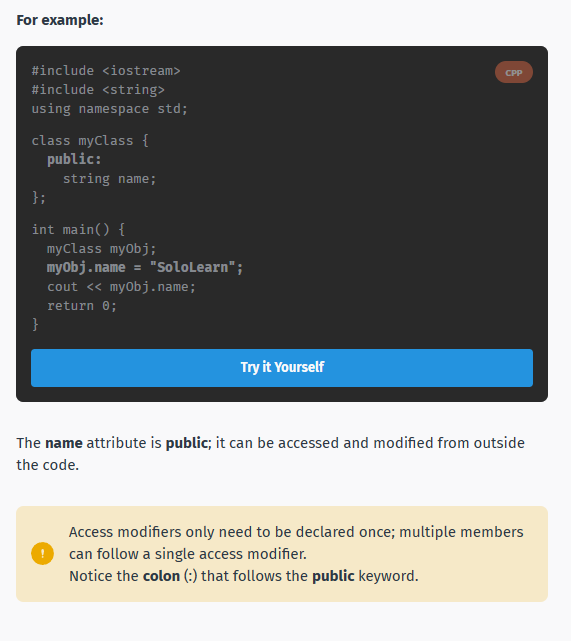 For example:
CPP
#include <iostream>
#include <string>
using namespace std;
class myClass {
  public:
    string name;
};
int main() {
  myClass myObj;
  myObj.name = "SoloLearn";
  cout << myObj.name;
  return 0;
}
Try it Yourself
The name attribute is public; it can be accessed and modified from outside
the code.
!
Access modifiers only need to be declared once; multiple members
can follow a single access modifier.
Notice the colon (:) that follows the public keyword.